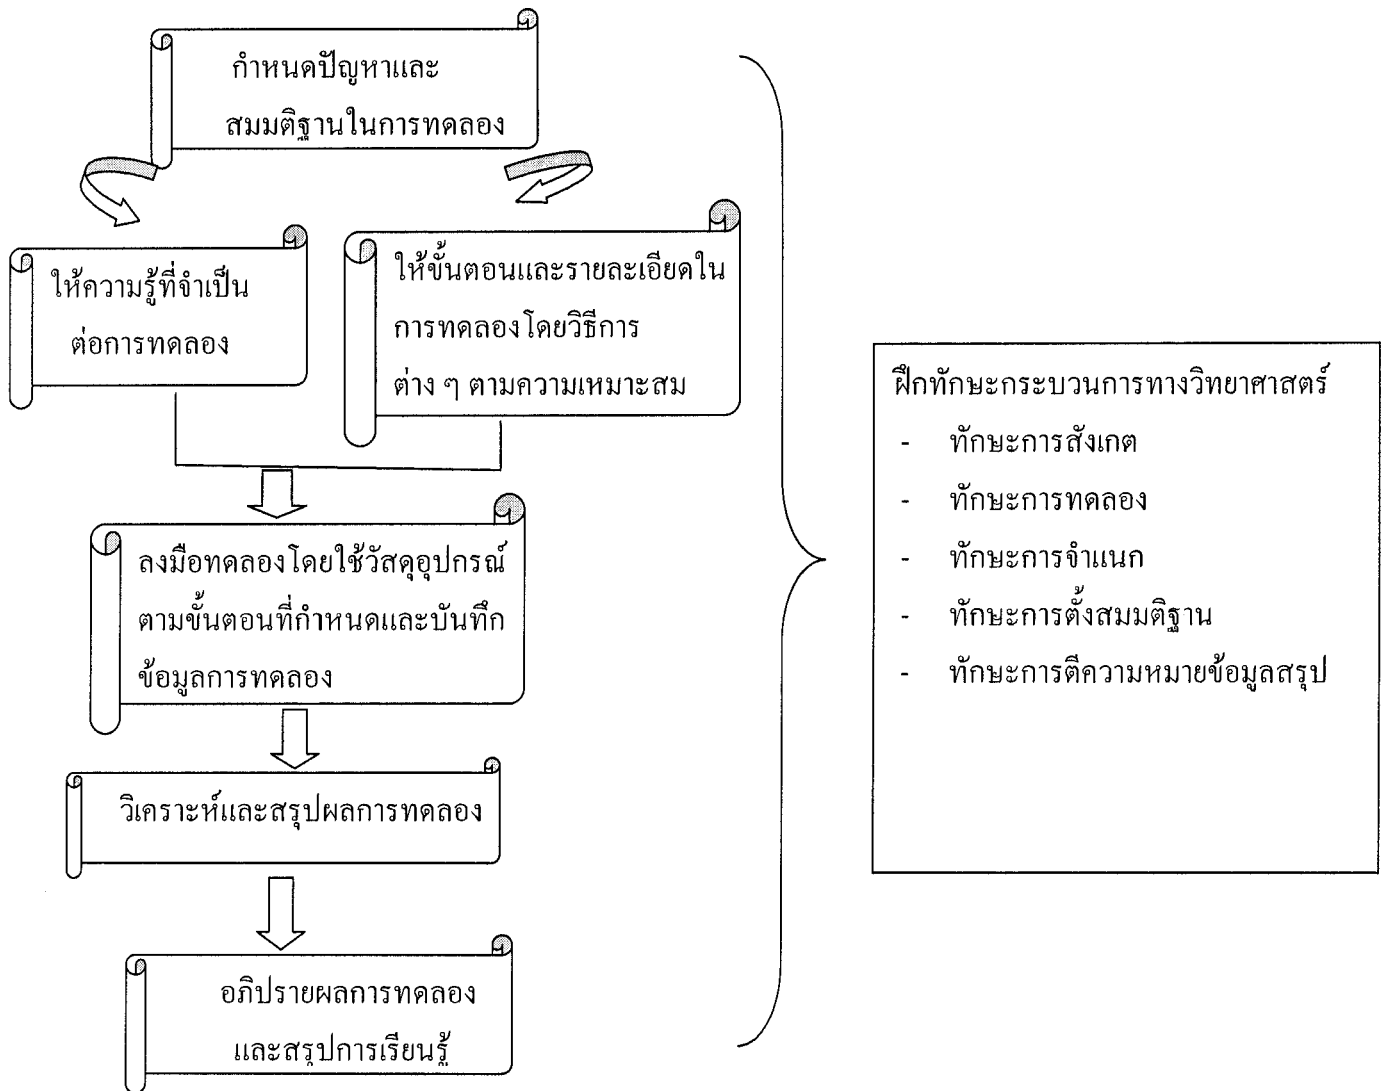 กำหนดปัญหาและ
สมมติฐานในการทดลอง
ให้ความรู้ที่จำเป็น
ต่อการทดลอง
ให้ขั้นตอนและรายละเอียดใน
การทดลองโดยวิธีการ
ต่าง ๆ ตามความเหมาะสม
ลงมือทดลองโดยใช้วัสดุอุปกรณ์
ตามขั้นตอนที่กำหนดและบันทึก
ข้อมูลการทดลอง
วิเคราะห์และสรุปผลการทดลอง
อภิปรายผลการทดลอง
และสรุปการเรียนรู้
ฝึกทักษะกระบวนการทางวิทยาศาสตร์
- ทักษะการสังเกต
- ทักษะการทดลอง
- ทักษะการจำแนก
- ทักษะการตั้งสมมติฐาน
- ทักษะการตีความหมายข้อมูลสรุป